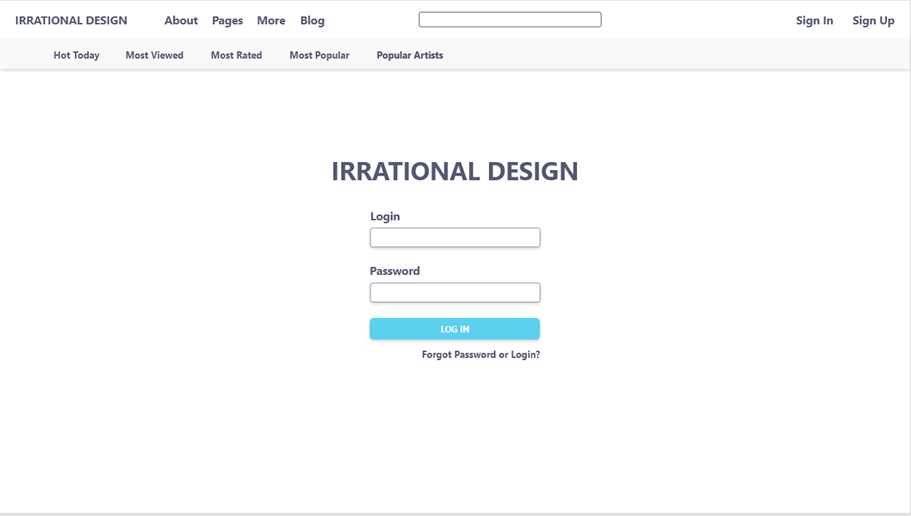 IRRATIONAL DESIGN About Pages More Blog Sign In Sign Up
Hot Today Most Viewed Most Rated Most Popular Popular Artists
IRRATIONAL DESIGN
Login
Password
LOG IN
Forgot Password or Login?